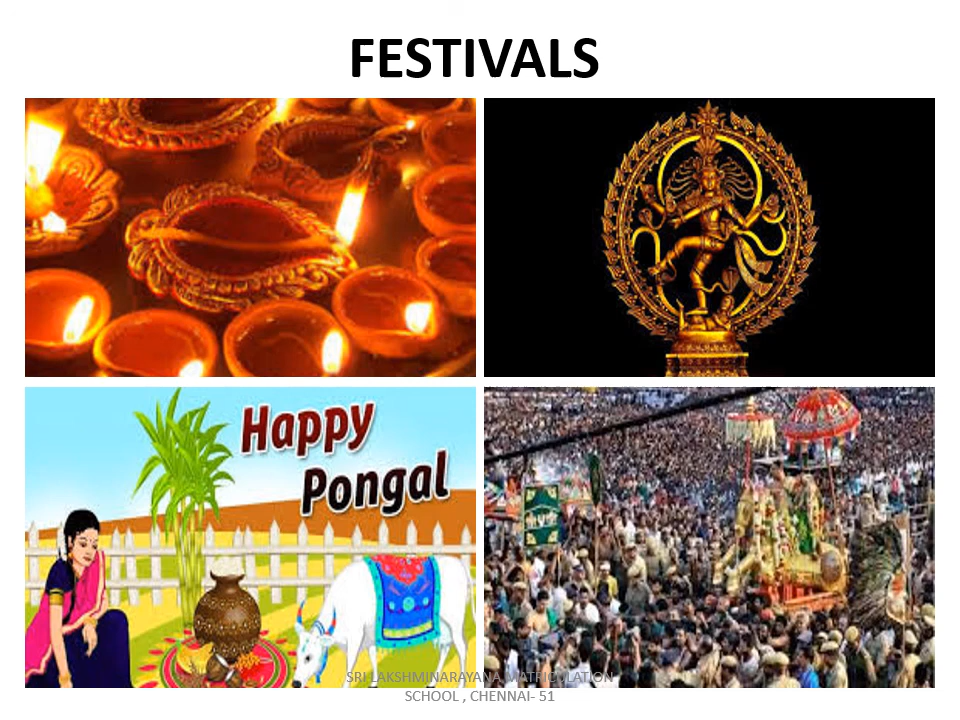 FESTIVALS
Happy
Pongal
SRI LAKSHMINARAYANA MATRICULATION
SCHOOL , CHENNAI- 51